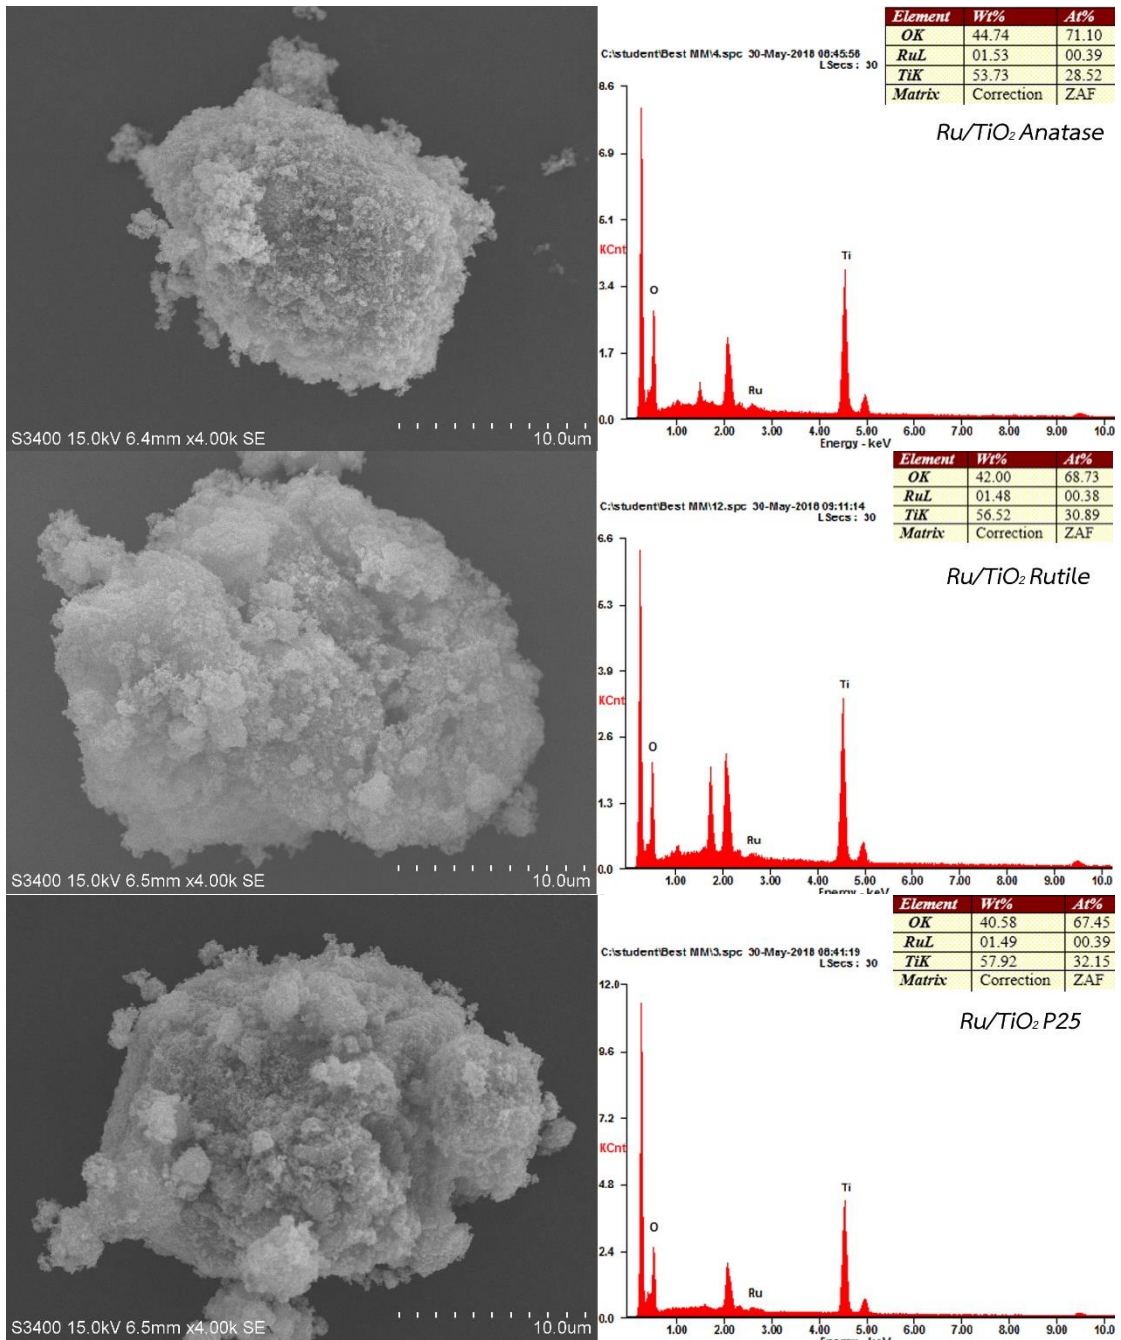 S3400 15.0kV 6.4mm x4.00k SE 10.0um
Element Wt% At%
OK 44.74 71.10
RuL 01.53 00.39
TiK 53.73 28.52
Matrix Correction ZAF
C:\student\Best MM\4.spc 30-May-2018 08:45:56
LSecs : 30
Ru/TiO₂ Anatase
8.6
6.9
5.1
KCnt
3.4
1.7
0.0
O
Ru
Ti
1.00 2.00 3.00 4.00 5.00 6.00 7.00 8.00 9.00 10.0
Energy - keV
S3400 15.0kV 6.5mm x4.00k SE 10.0um
Element Wt% At%
OK 42.00 68.73
RuL 01.48 00.38
TiK 56.52 30.89
Matrix Correction ZAF
C:\student\Best MM\12.spc 30-May-2018 09:11:14
LSecs : 30
Ru/TiO₂ Rutile
6.6
5.3
3.9
KCnt
2.6
1.3
0.0
O
Ru
Ti
1.00 2.00 3.00 4.00 5.00 6.00 7.00 8.00 9.00 10.0
Energy - keV
S3400 15.0kV 6.5mm x4.00k SE 10.0um
Element Wt% At%
OK 40.58 67.45
RuL 01.49 00.39
TiK 57.92 32.15
Matrix Correction ZAF
C:\student\Best MM\3.spc 30-May-2018 08:41:19
LSecs : 30
Ru/TiO₂ P25
12.0
9.6
7.2
KCnt
4.8
2.4
0.0
O
Ru
Ti
1.00 2.00 3.00 4.00 5.00 6.00 7.00 8.00 9.00 10.0
Energy - keV